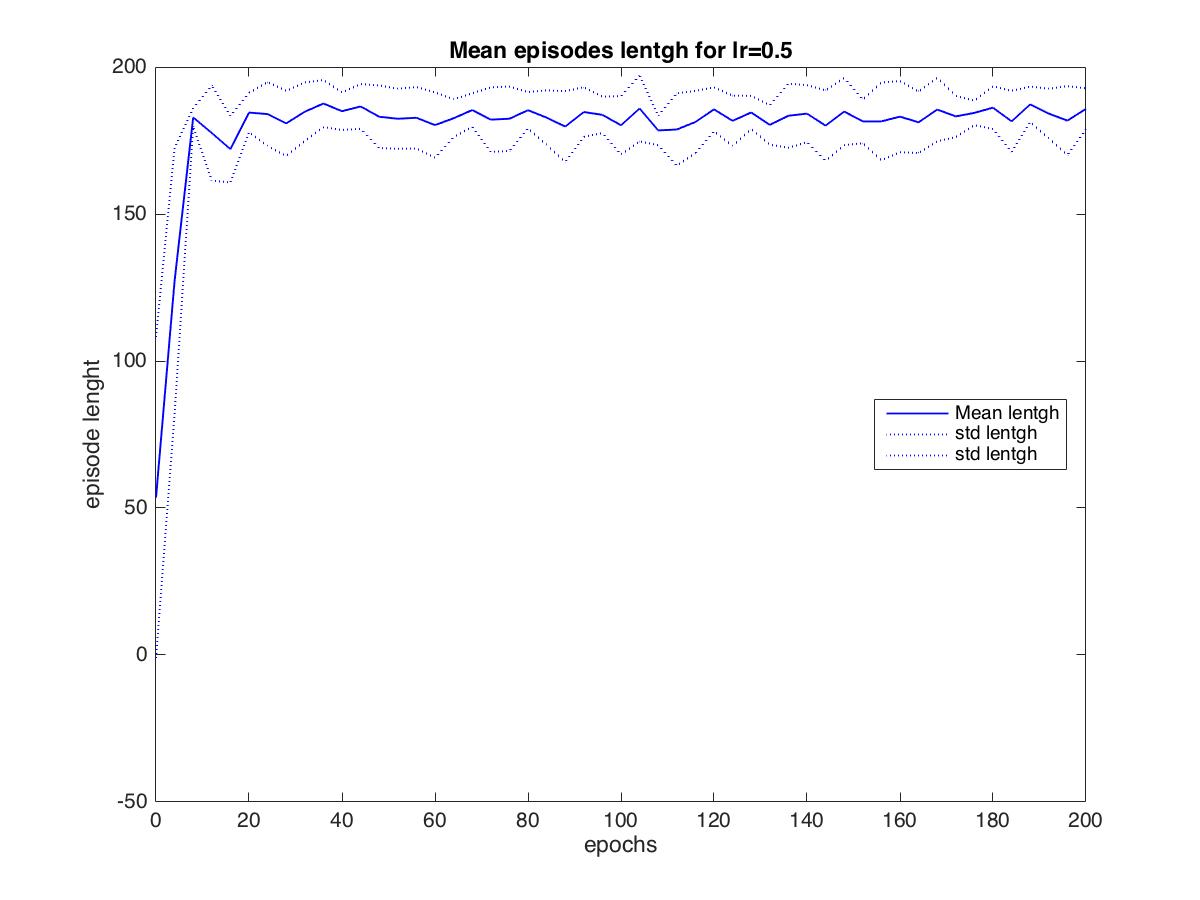 Mean episodes lentgh for lr=0.5
200
150
100
50
0
-50
episode lenght
Mean lentgh
std lentgh
std lentgh
0 20 40 60 80 100 120 140 160 180 200
epochs